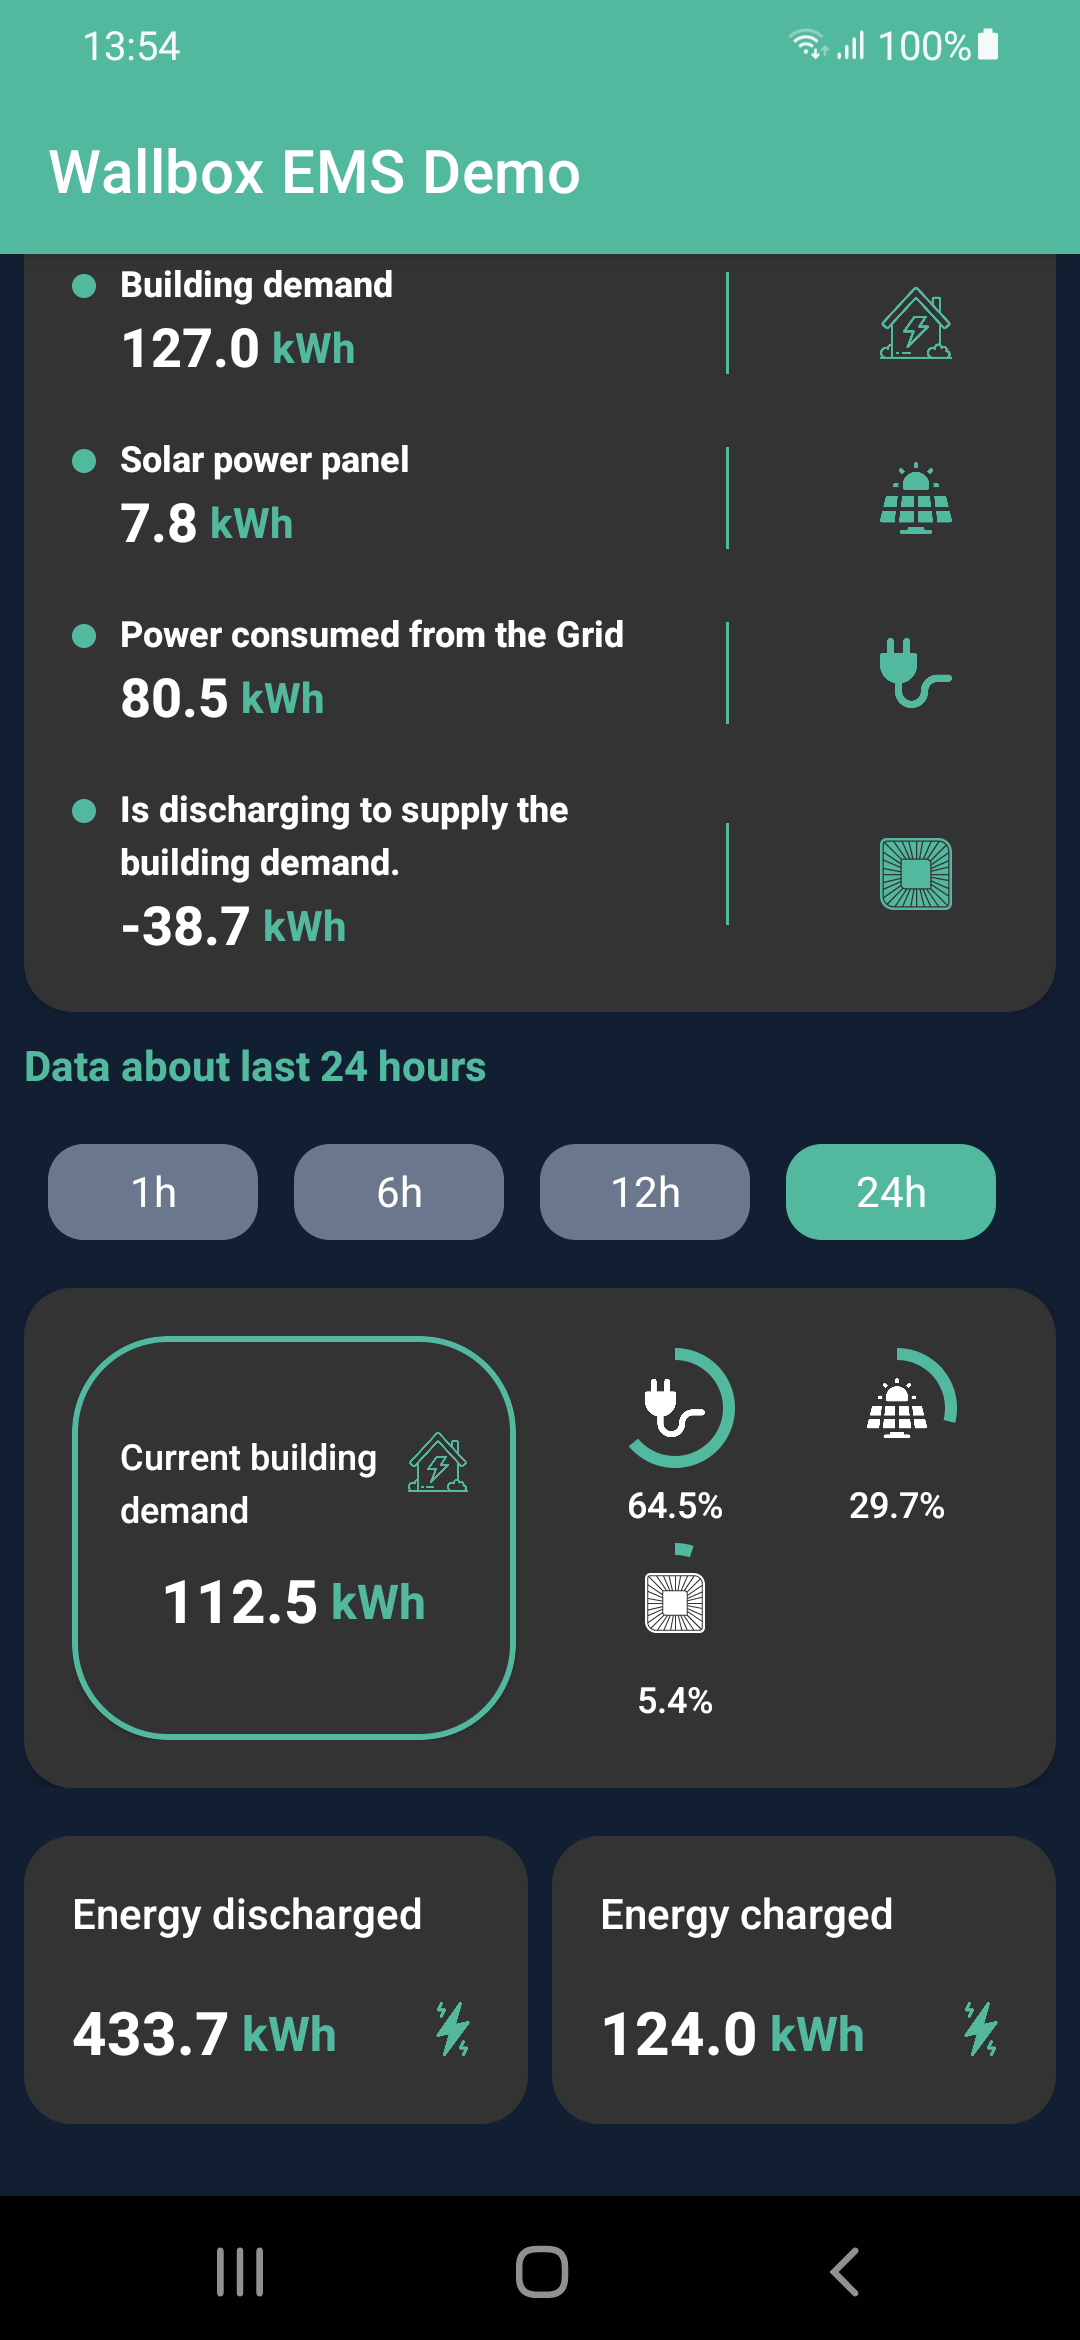 13:54
100%
Wallbox EMS Demo
Building demand
127.0 kWh
Solar power panel
7.8 kWh
Power consumed from the Grid
80.5 kWh
Is discharging to supply the
building demand.
-38.7 kWh
Data about last 24 hours
1h 6h 12h 24h
Current building
demand
112.5 kWh
64.5% 29.7%
5.4%
Energy discharged
433.7 kWh
Energy charged
124.0 kWh